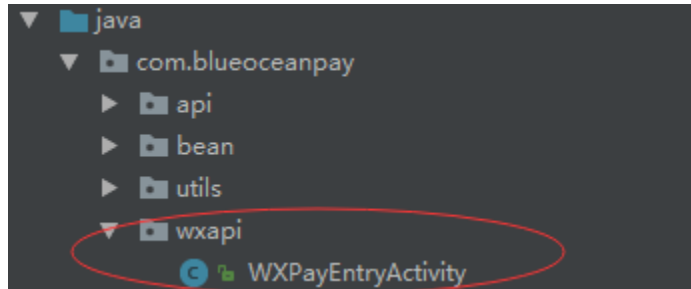 java
com.blueoceanpay
api
bean
utils
wxapi
WXPayEntryActivity